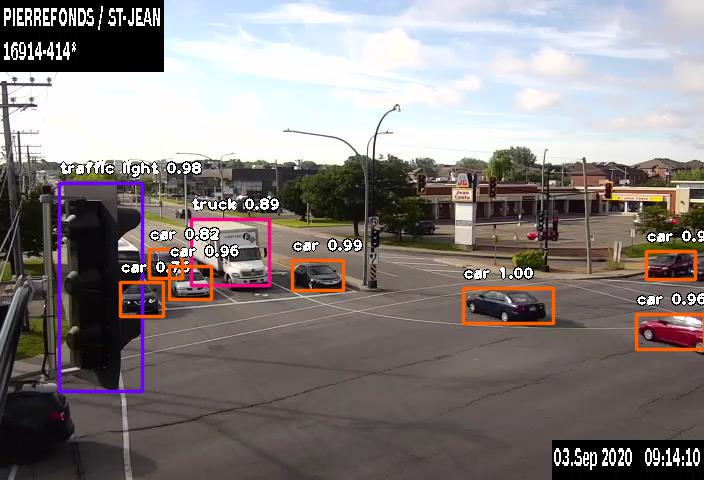 PIERREFONDS / ST-JEAN
16914-414*
traffic light 0.98
truck 0.89
car 0.82
car 0.96
car 0.99
car 1.00
car 0.96
Jean
Coutu
03.Sep 2020 09:14:10